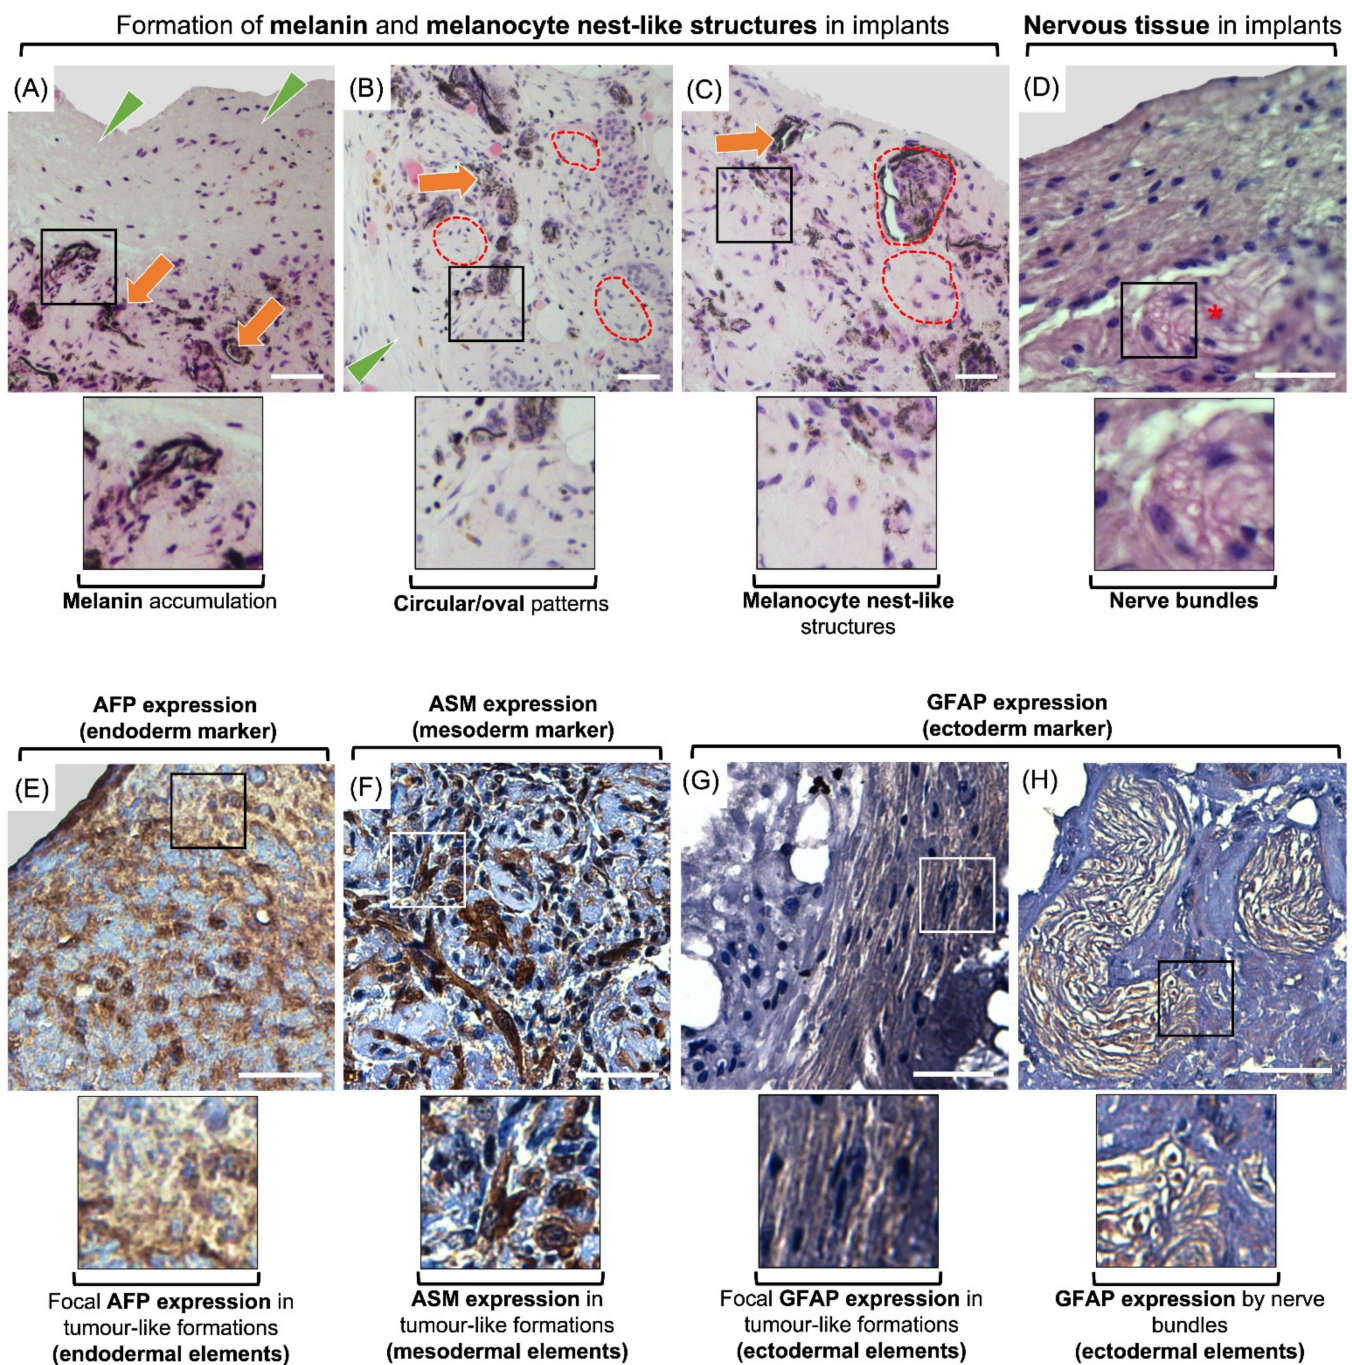 Formation of melanin and melanocyte nest-like structures in implants
Nervous tissue in implants
(A)
(B)
(C)
(D)
*
Melanin accumulation
Circular/oval patterns
Melanocyte nest-like
structures
Nerve bundles
AFP expression
(endoderm marker)
ASM expression
(mesoderm marker)
GFAP expression
(ectoderm marker)
(E)
(F)
(G)
(H)
Focal AFP expression in
tumour-like formations
(endodermal elements)
ASM expression in
tumour-like formations
(mesodermal elements)
Focal GFAP expression in
tumour-like formations
(ectodermal elements)
GFAP expression by nerve
bundles
(ectodermal elements)